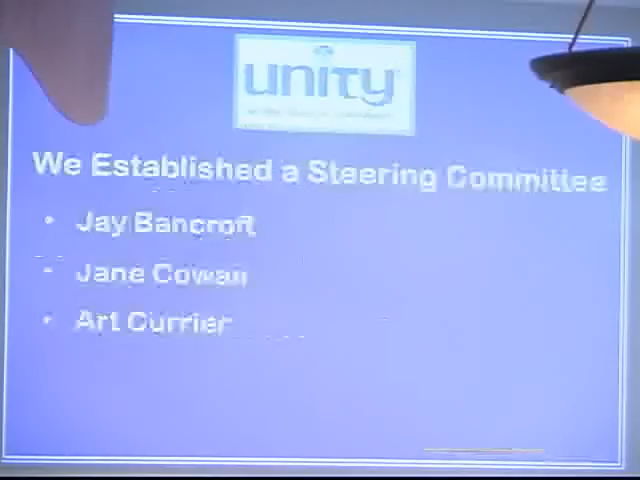 unity
We Established a Steering Committee
• Jay Bancroft
• Jane Cowan
• Art Currier